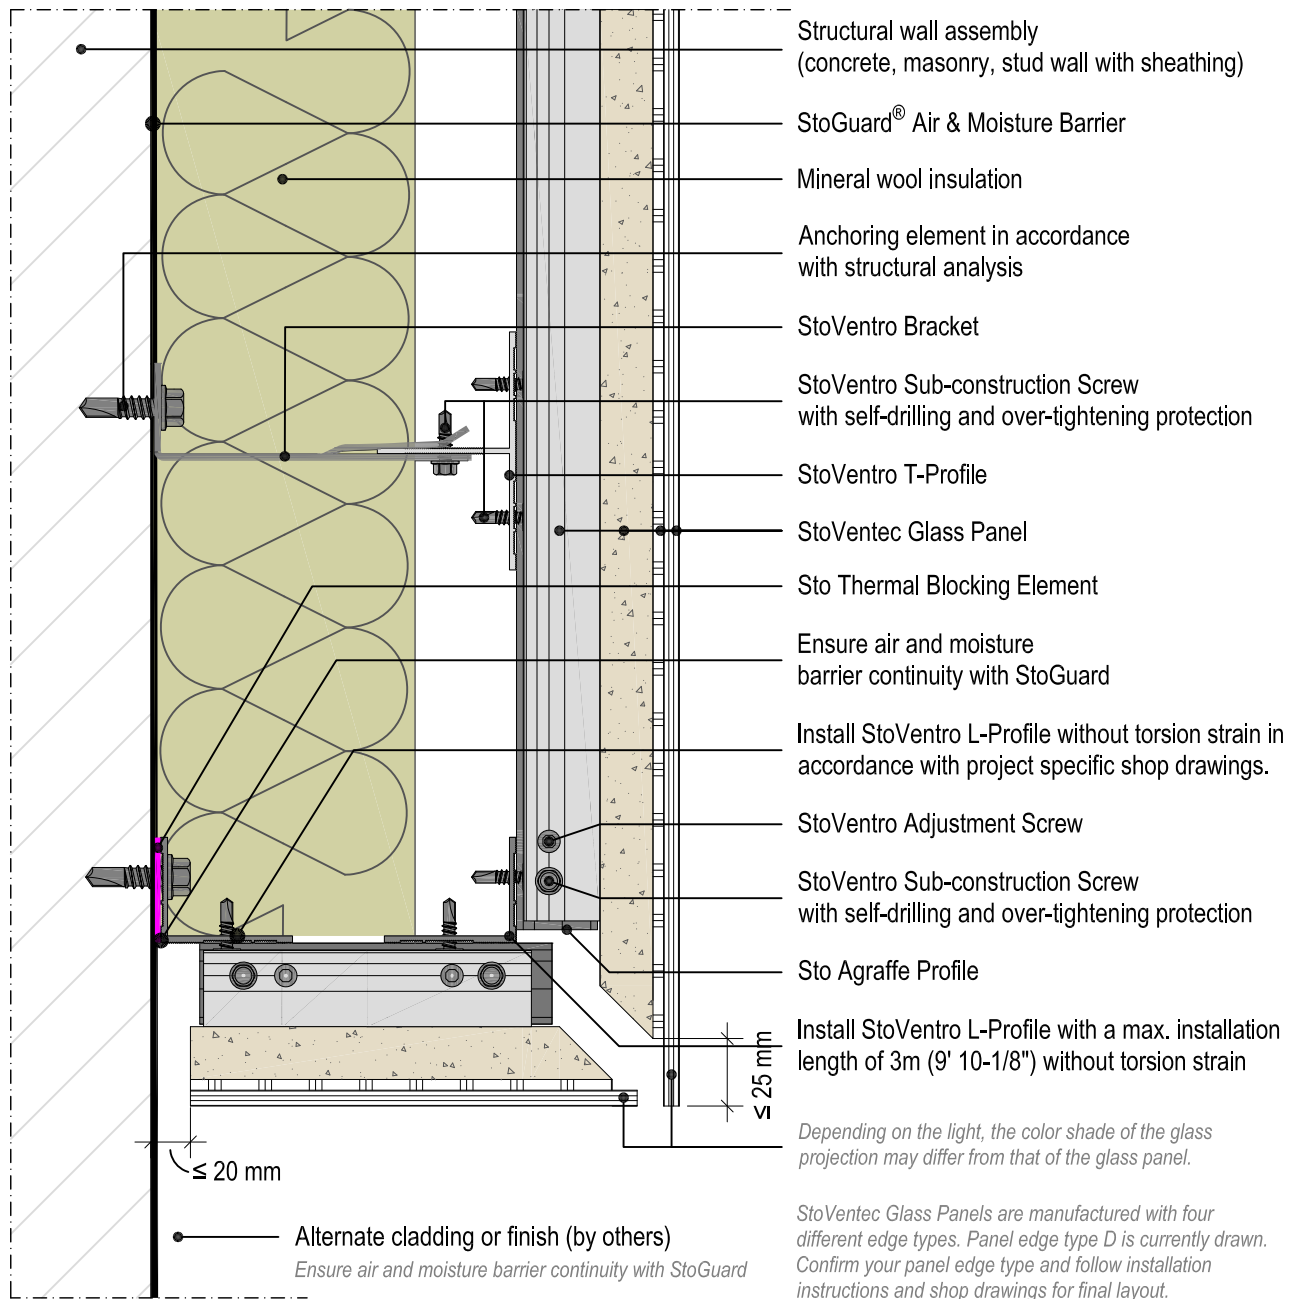 Structural wall assembly
(concrete, masonry, stud wall with sheathing)
StoGuard® Air & Moisture Barrier
Mineral wool insulation
Anchoring element in accordance
with structural analysis
StoVentro Bracket
StoVentro Sub-construction Screw
with self-drilling and over-tightening protection
StoVentro T-Profile
StoVentec Glass Panel
Sto Thermal Blocking Element
Ensure air and moisture
barrier continuity with StoGuard
Install StoVentro L-Profile without torsion strain in
accordance with project specific shop drawings.
StoVentro Adjustment Screw
StoVentro Sub-construction Screw
with self-drilling and over-tightening protection
Sto Agraffe Profile
Install StoVentro L-Profile with a max. installation
length of 3m (9' 10-1/8") without torsion strain
≤ 25 mm
Depending on the light, the color shade of the glass
projection may differ from that of the glass panel.
≤ 20 mm
StoVentec Glass Panels are manufactured with four
different edge types. Panel edge type D is currently drawn.
Confirm your panel edge type and follow installation
instructions and shop drawings for final layout.
Alternate cladding or finish (by others)
Ensure air and moisture barrier continuity with StoGuard